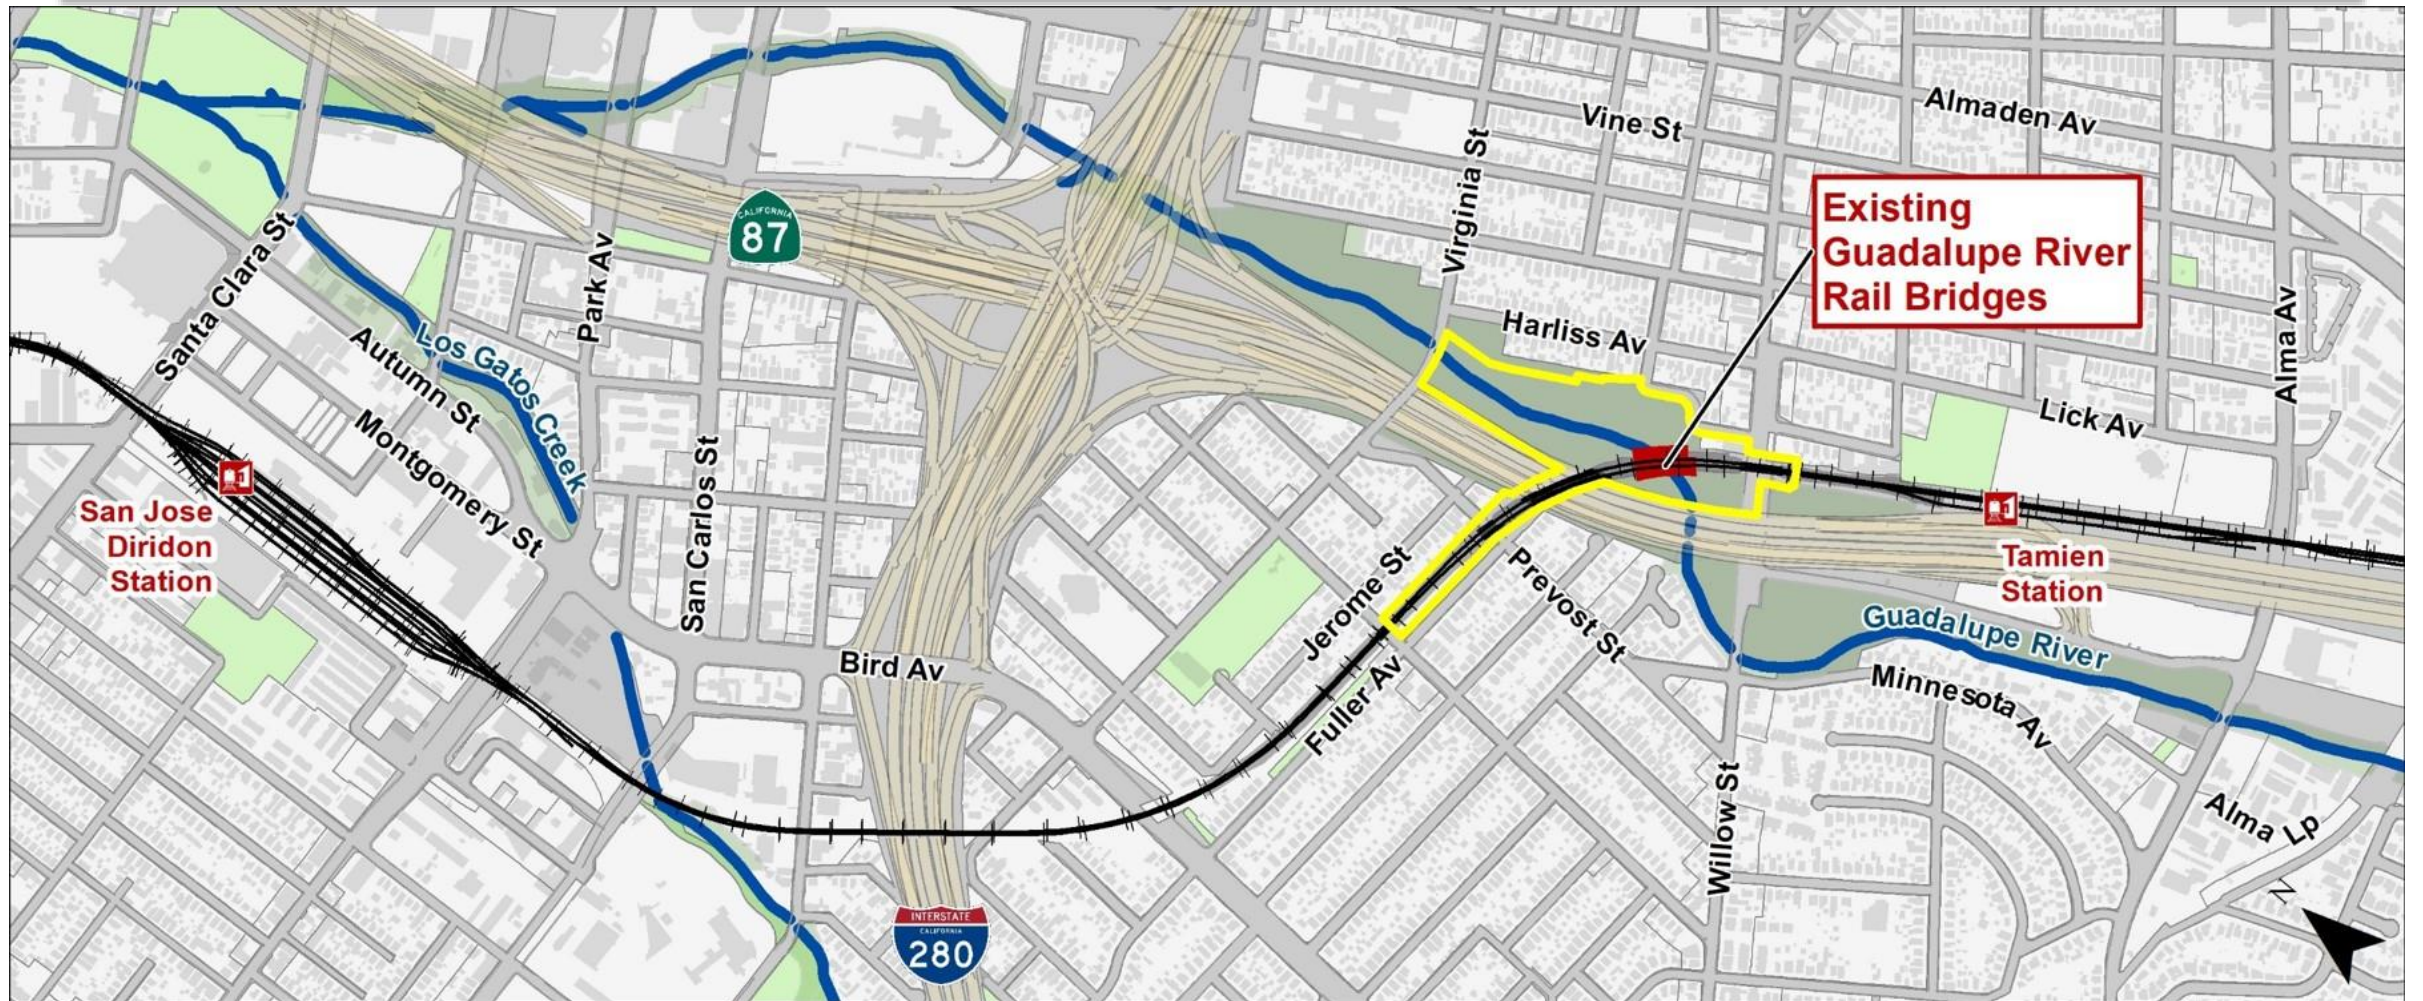 Almaden Av
Vine St
Virginia St
Existing
Guadalupe River
Rail Bridges
CALIFORNIA
87
Santa Clara St
Park Av
Los Gatos Creek
Autumn St
Montgomery St
San Carlos St
Harliss Av
Alma Av
Lick Av
San Jose
Diridon
Station
Tamien
Station
Jerome St
Prevost St
Fuller Av
Bird Av
Guadalupe River
Minnesota Av
Willow St
Alma Lp
N
INTERSTATE
CALIFORNIA
280